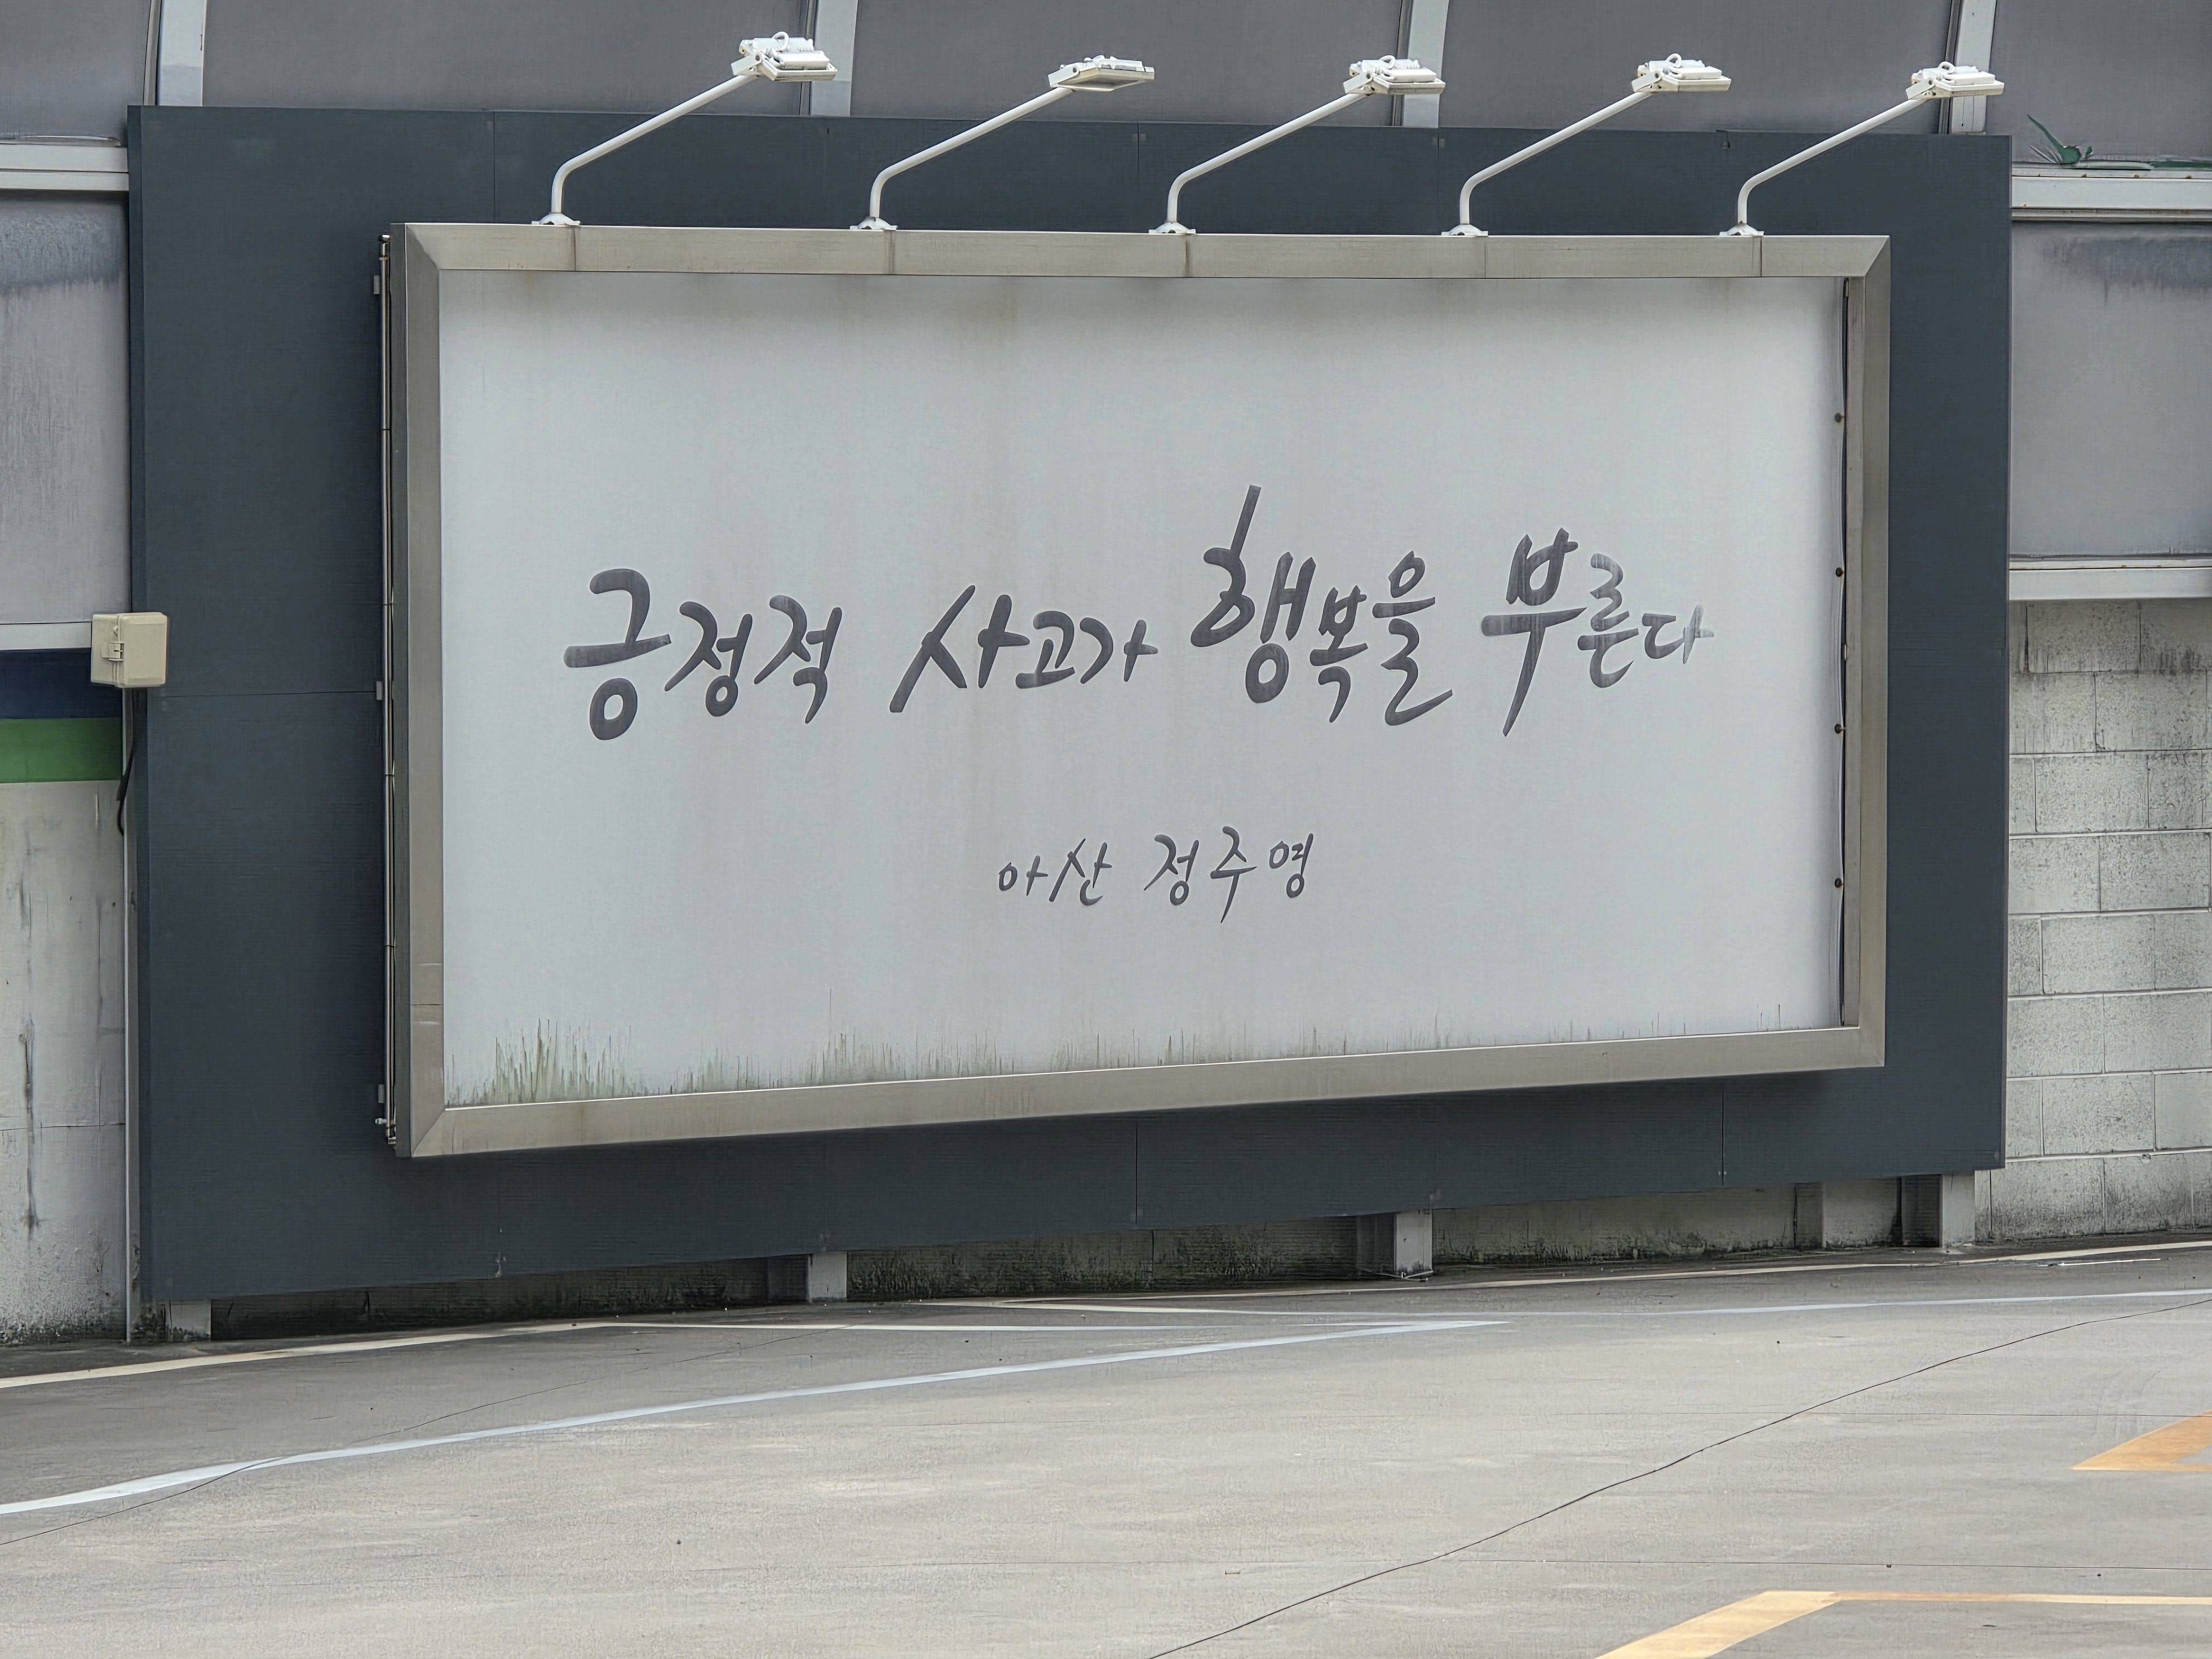 긍정적 사고가 행복을 부른다
아산 정주영